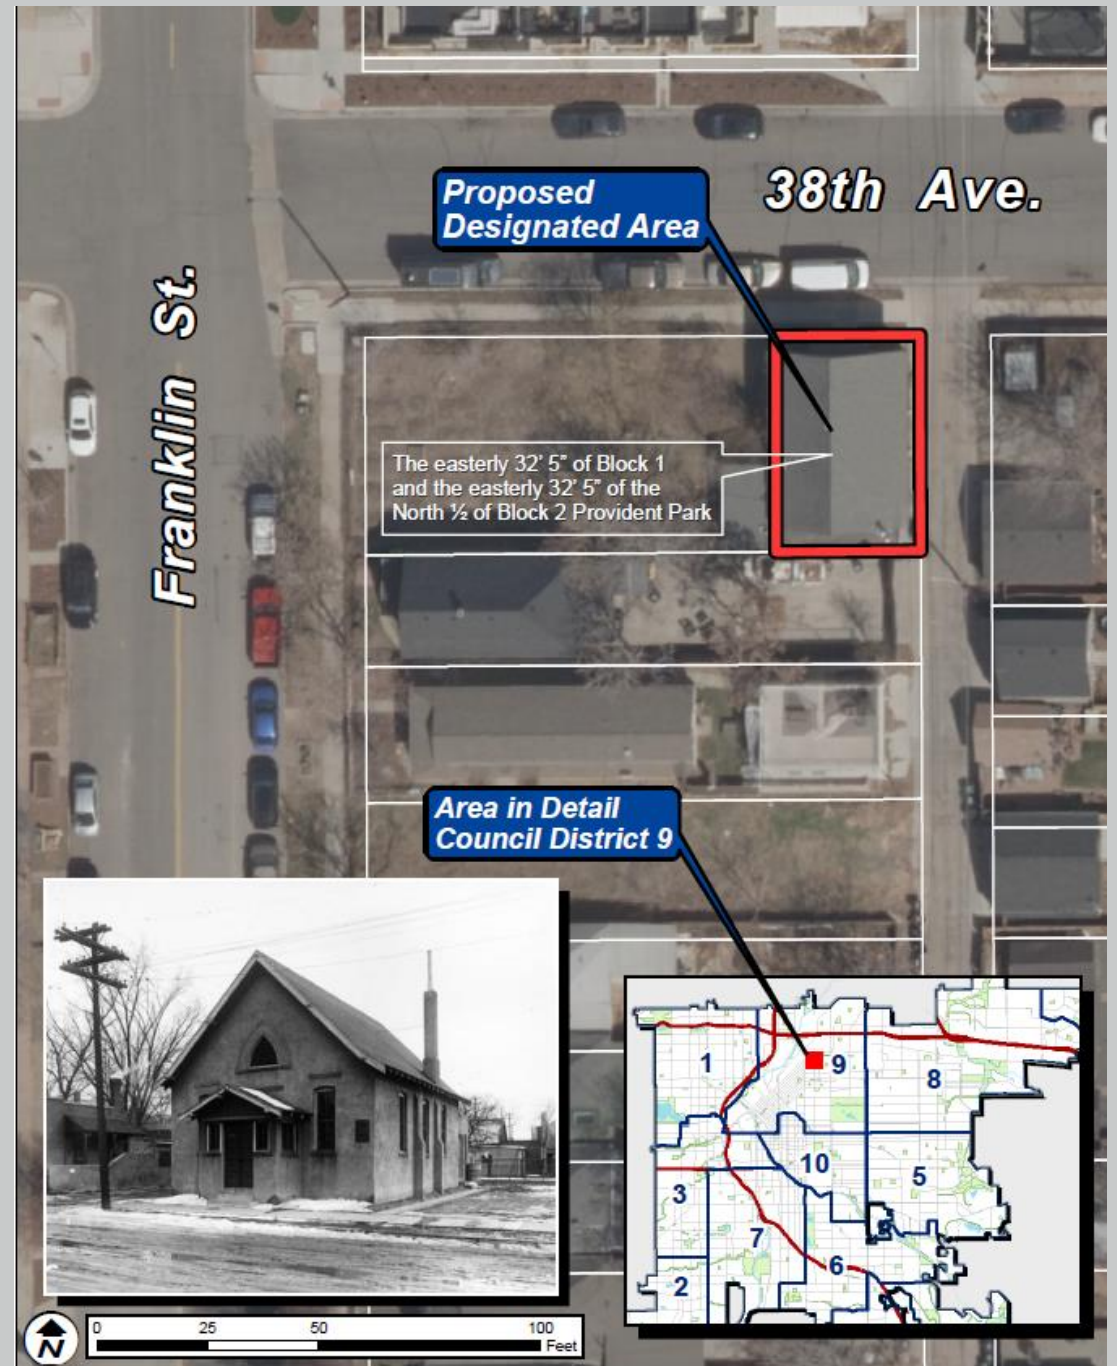 38th Ave.
Proposed
Designated Area
Franklin St.
The easterly 32' 5" of Block 1
and the easterly 32' 5" of the
North ½ of Block 2 Provident Park
Area in Detail
Council District 9
1
9
8
10
5
3
7
6
2
N
0 25 50 100
Feet